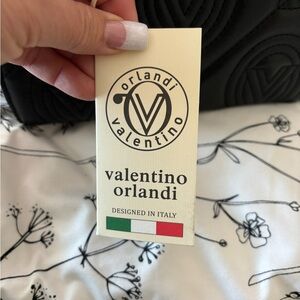 orlandi
valentino
valentino
orlandi
DESIGNED IN ITALY